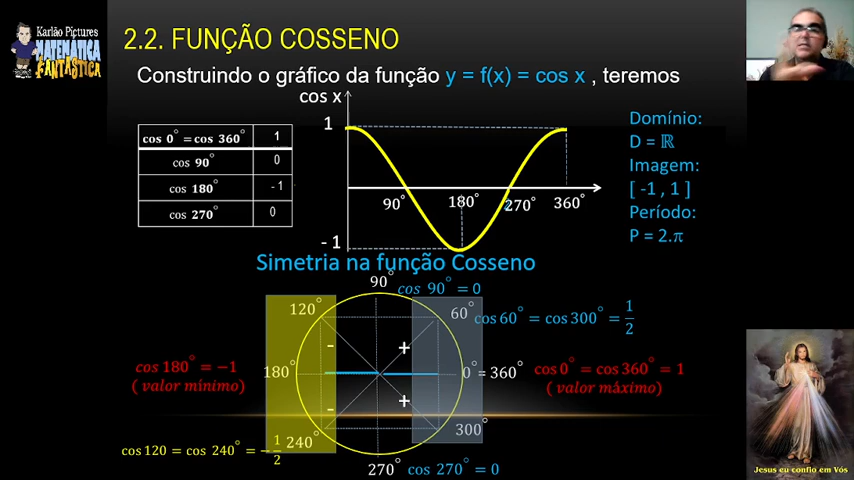 Karlão Pictures
MATEMÁTICA
FANTÁSTICA
2.2. FUNÇÃO COSSENO
Construindo o gráfico da função y = f(x) = cos x , teremos
cos x
1
90° 180° 270° 360°
- 1
cos 0° = cos 360° 1
cos 90° 0
cos 180° - 1
cos 270° 0
Domínio:
D = ℝ
Imagem:
[ -1 , 1 ]
Período:
P = 2.π
Simetria na função Cosseno
90°
cos 90° = 0
120°
60°
cos 60° = cos 300° = 1/2
- +
cos 180° = −1
( valor mínimo)
180°
0° = 360°
cos 0° = cos 360° = 1
( valor máximo)
- +
240°
300°
cos 120 = cos 240° = −1/2
270°
cos 270° = 0
Jesus eu confio em Vós